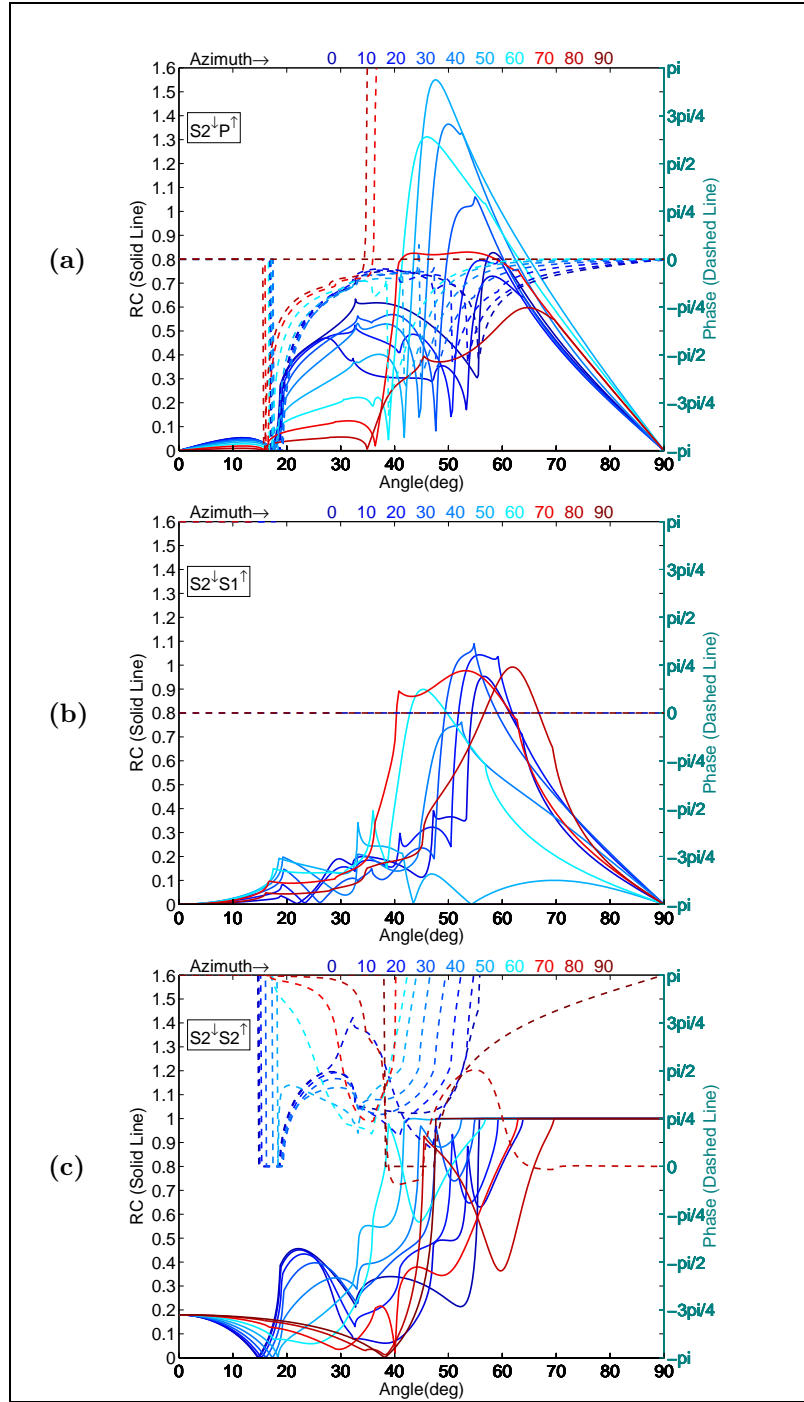 Azimuth→ 0 10 20 30 40 50 60 70 80 90
1.6 pi
1.5
1.4 3pi/4
1.3
1.2 pi/2
1.1
1 pi/4
0.9
0.8 0
0.7
0.6 −pi/4
0.5
0.4 −pi/2
0.3
0.2 −3pi/4
0.1
0 −pi
S2↓P↑
(a)
RC (Solid Line)
Phase (Dashed Line)
0 10 20 30 40 50 60 70 80 90
Angle(deg)
Azimuth→ 0 10 20 30 40 50 60 70 80 90
1.6 pi
1.5
1.4 3pi/4
1.3
1.2 pi/2
1.1
1 pi/4
0.9
0.8 0
0.7
0.6 −pi/4
0.5
0.4 −pi/2
0.3
0.2 −3pi/4
0.1
0 −pi
S2↓S1↑
(b)
RC (Solid Line)
Phase (Dashed Line)
0 10 20 30 40 50 60 70 80 90
Angle(deg)
Azimuth→ 0 10 20 30 40 50 60 70 80 90
1.6 pi
1.5
1.4 3pi/4
1.3
1.2 pi/2
1.1
1 pi/4
0.9
0.8 0
0.7
0.6 −pi/4
0.5
0.4 −pi/2
0.3
0.2 −3pi/4
0.1
0 −pi
S2↓S2↑
(c)
RC (Solid Line)
Phase (Dashed Line)
0 10 20 30 40 50 60 70 80 90
Angle(deg)